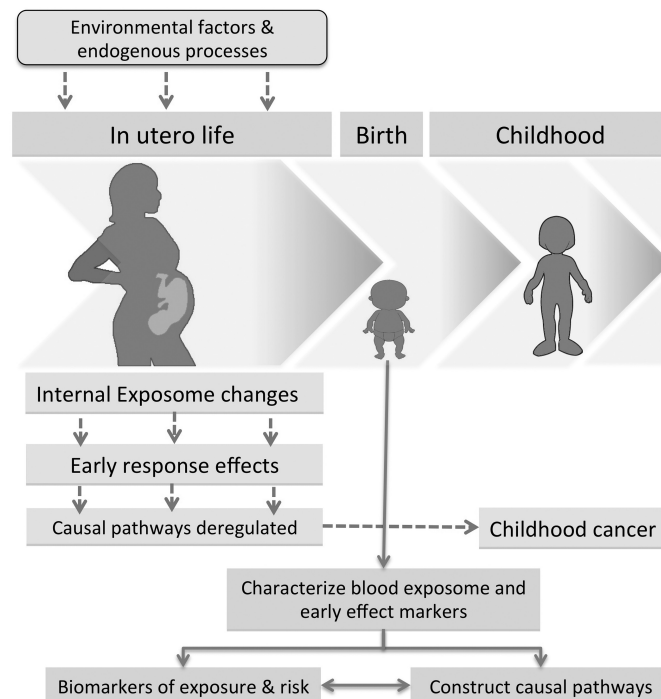 Environmental factors &
endogenous processes
In utero life
Birth
Childhood
Internal Exposome changes
Early response effects
Causal pathways deregulated
Childhood cancer
Characterize blood exposome and
early effect markers
Biomarkers of exposure & risk
Construct causal pathways